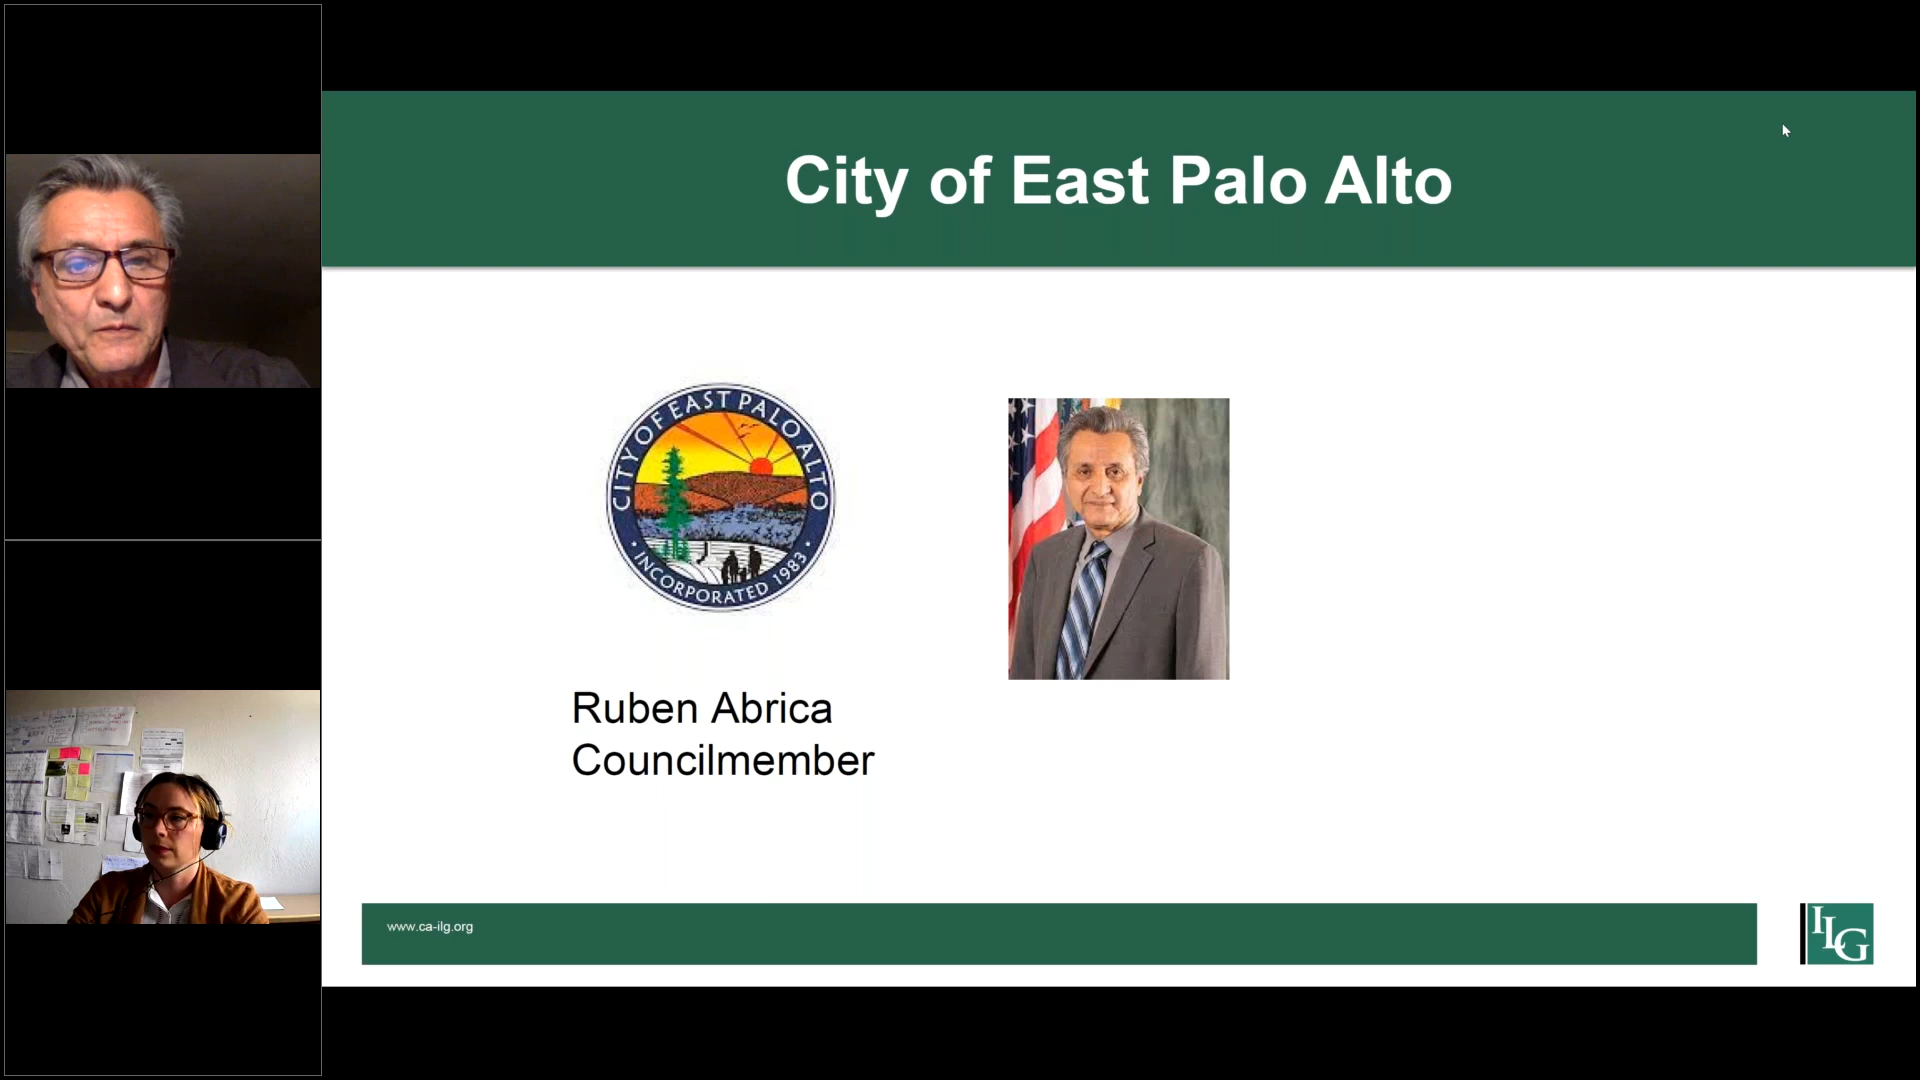 City of East Palo Alto
CITY OF EAST PALO ALTO
• INCORPORATED 1983 •
Ruben Abrica
Councilmember
www.ca-ilg.org
ILG